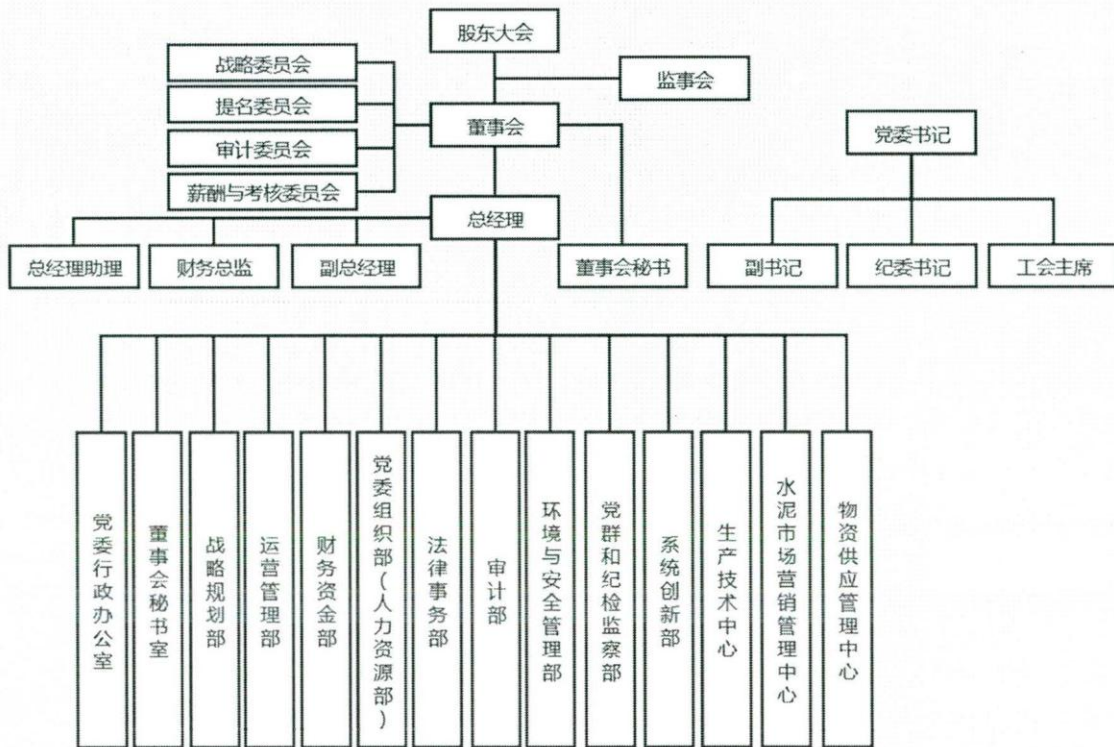 股东大会
战略委员会
监事会
提名委员会
董事会
党委书记
审计委员会
薪酬与考核委员会
总经理
总经理助理
财务总监
副总经理
董事会秘书
副书记
纪委书记
工会主席
党委行政办公室
董事会秘书室
战略规划部
运营管理部
财务资金部
党委组织部(人力资源部)
法律事务部
审计部
环境与安全管理部
党群和纪检监察部
系统创新部
生产技术中心
水泥市场营销管理中心
物资供应管理中心